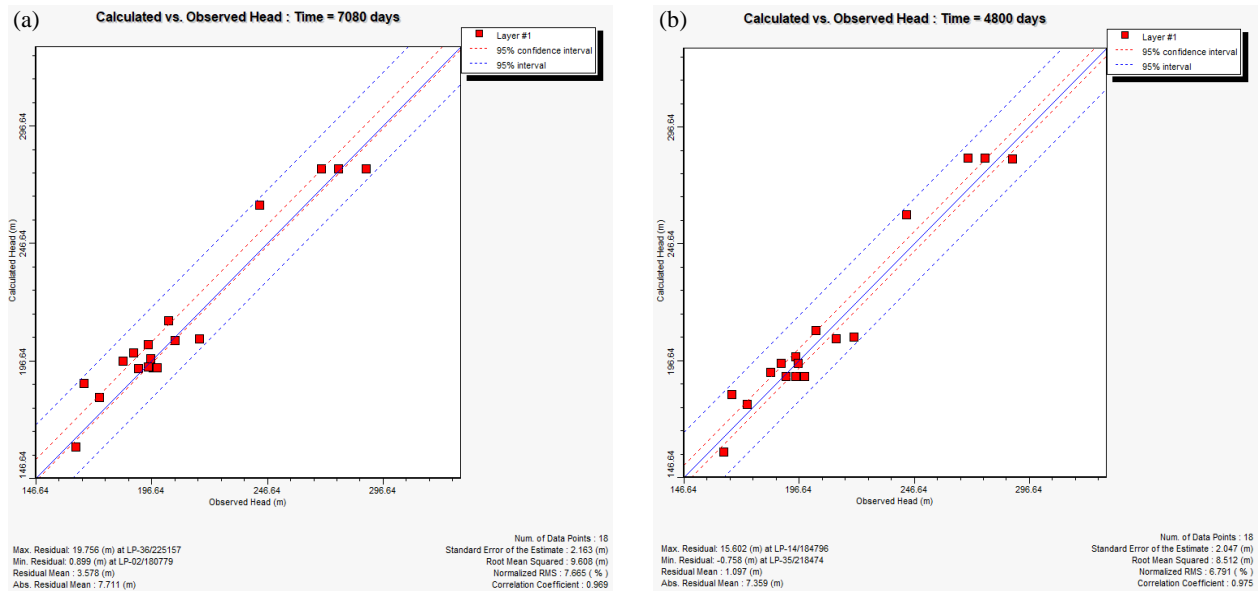 (a)
Calculated vs. Observed Head : Time = 7080 days
Layer #1
95% confidence interval
95% interval
296.64
246.64
196.64
146.64
Calculated Head (m)
146.64 196.64 246.64 296.64
Observed Head (m)
Num. of Data Points : 18
Max. Residual: 19.756 (m) at LP-36/225157 Standard Error of the Estimate : 2.163 (m)
Min. Residual: 0.899 (m) at LP-02/180779 Root Mean Squared : 9.608 (m)
Residual Mean : 3.578 (m) Normalized RMS : 7.665 ( % )
Abs. Residual Mean : 7.711 (m) Correlation Coefficient : 0.969
(b)
Calculated vs. Observed Head : Time = 4800 days
Layer #1
95% confidence interval
95% interval
296.64
246.64
196.64
146.64
Calculated Head (m)
146.64 196.64 246.64 296.64
Observed Head (m)
Num. of Data Points : 18
Max. Residual: 15.602 (m) at LP-14/184796 Standard Error of the Estimate : 2.047 (m)
Min. Residual: -0.758 (m) at LP-35/218474 Root Mean Squared : 8.512 (m)
Residual Mean : 1.097 (m) Normalized RMS : 6.791 ( % )
Abs. Residual Mean : 7.359 (m) Correlation Coefficient : 0.975